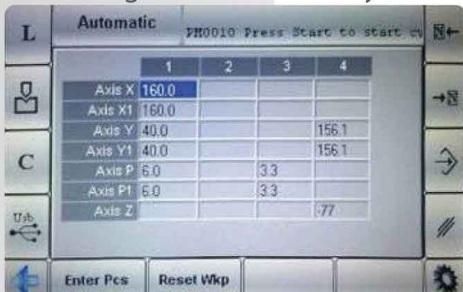 L
Automatic
PM0010 Press Start to start cy
1 2 3 4
Axis X 160.0
Axis X1 160.0
Axis Y 40.0 156.1
Axis Y1 40.0 156.1
C
Axis P 6.0 3.3
Axis P1 6.0 3.3
Usb
Axis Z -77
Enter Pcs Reset Wkp